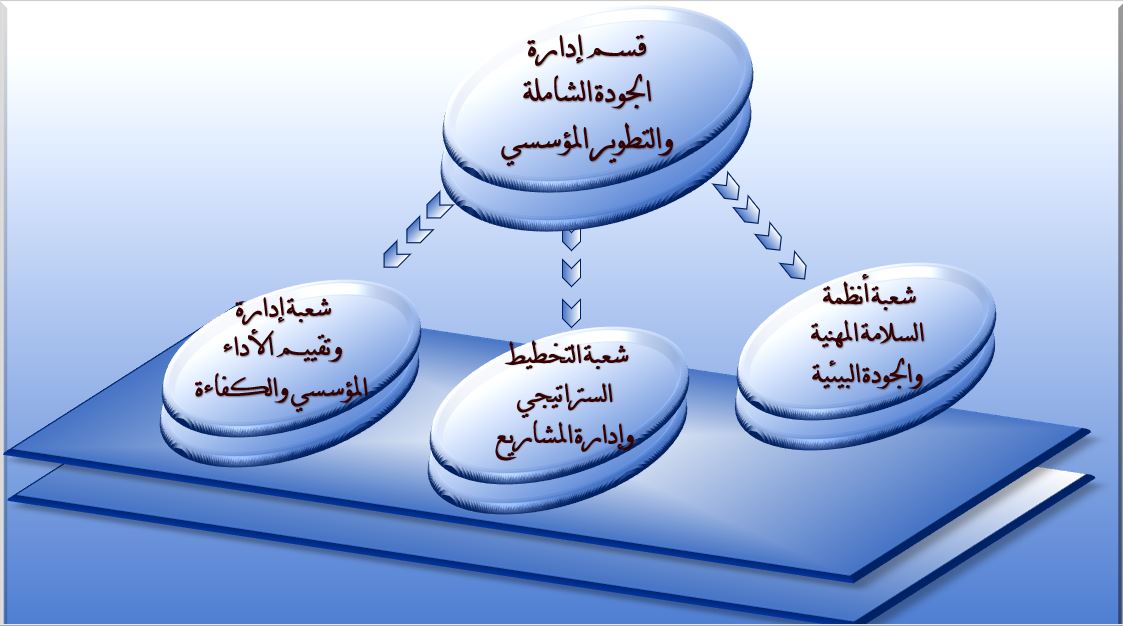 قسم إدارة
الجودة الشاملة
والتطوير المؤسسي
شعبة أنظمة
السلامة المهنية
والجودة البيئية
شعبة التخطيط
الستراتيجي
وإدارة المشاريع
شعبة إدارة
وتقييم الأداء
المؤسسي والكفاءة